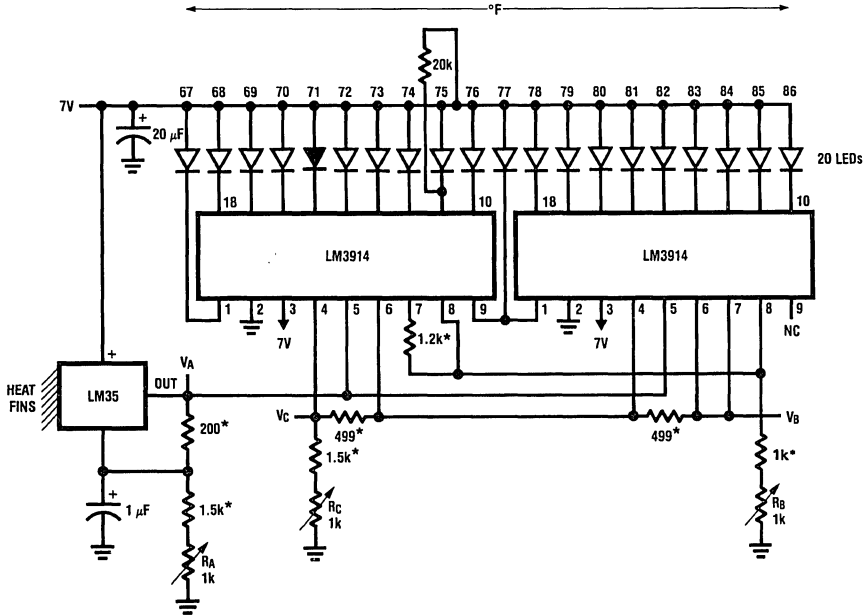 °F
20k
67 68 69 70 71 72 73 74 75 76 77 78 79 80 81 82 83 84 85 86
7V
+
20 μF
20 LEDs
18 10 18 10
LM3914 LM3914
1 2 3 4 5 6 7 8 9 1 2 3 4 5 6 7 8 9
7V 1.2k* 7V NC
+
HEAT FINS
LM35
OUT
VA
200*
VC
499*
499*
VB
1.5k*
1k*
+
1 μF
1.5k*
RC
1k
RB
1k
RA
1k